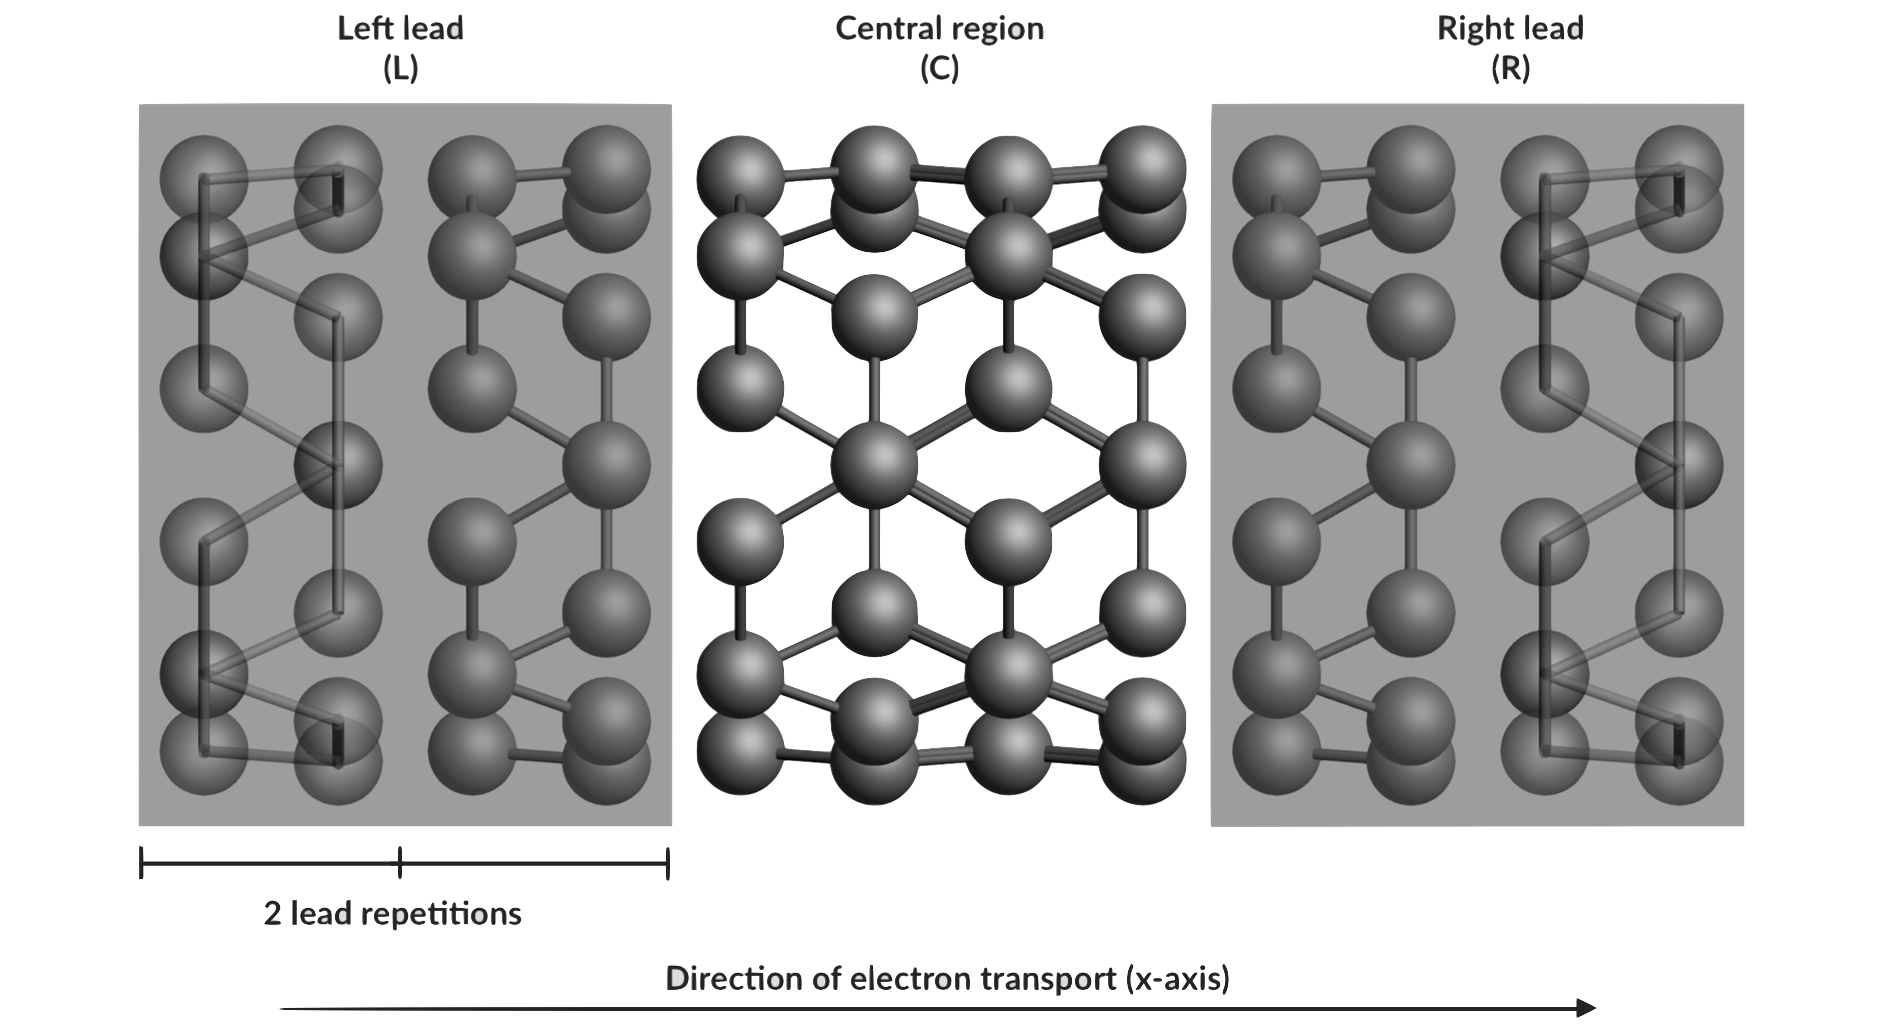 Left lead
(L)
Central region
(C)
Right lead
(R)
2 lead repetitions
Direction of electron transport (x-axis)